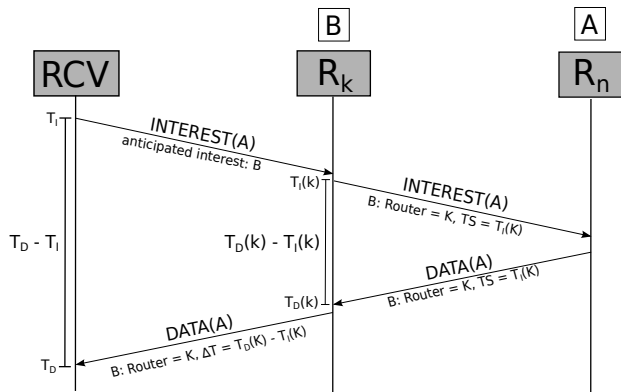 B
A
RCV
Rk
Rn
TI
INTEREST(A)
anticipated interest: B
TI(k)
INTEREST(A)
B: Router = K, TS = TI(K)
TD - TI
TD(k) - TI(k)
DATA(A)
B: Router = K, TS = TI(K)
TD(k)
DATA(A)
B: Router = K, ΔT = TD(K) - TI(K)
TD